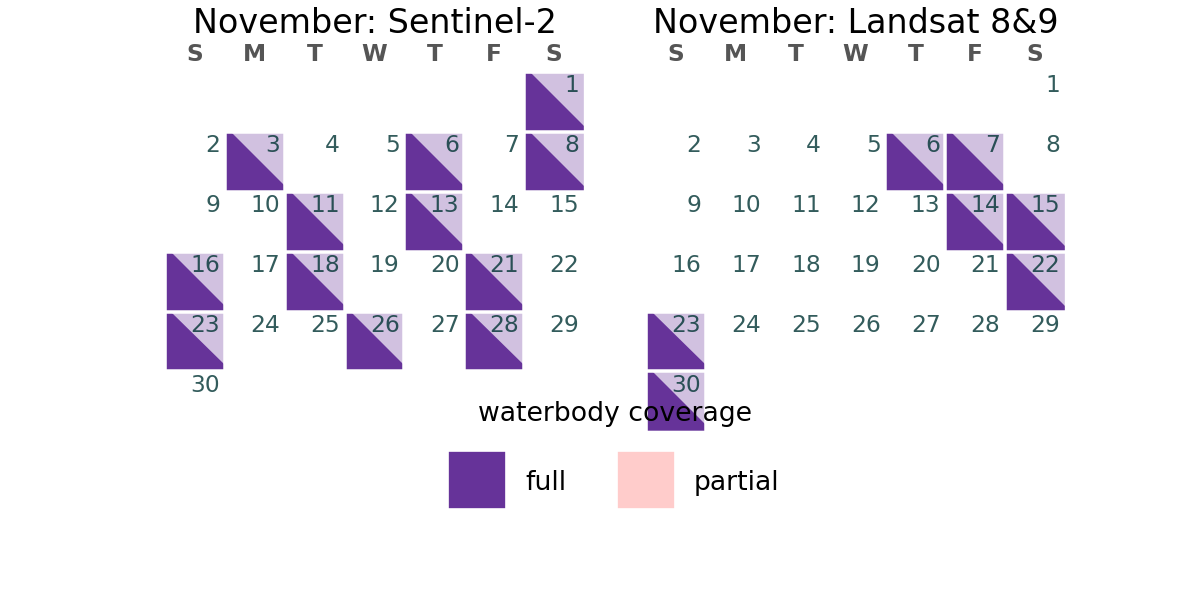 November: Sentinel-2
S M T W T F S
1
2 3 4 5 6 7 8
9 10 11 12 13 14 15
16 17 18 19 20 21 22
23 24 25 26 27 28 29
30
November: Landsat 8&9
S M T W T F S
1
2 3 4 5 6 7 8
9 10 11 12 13 14 15
16 17 18 19 20 21 22
23 24 25 26 27 28 29
30
waterbody coverage
full partial